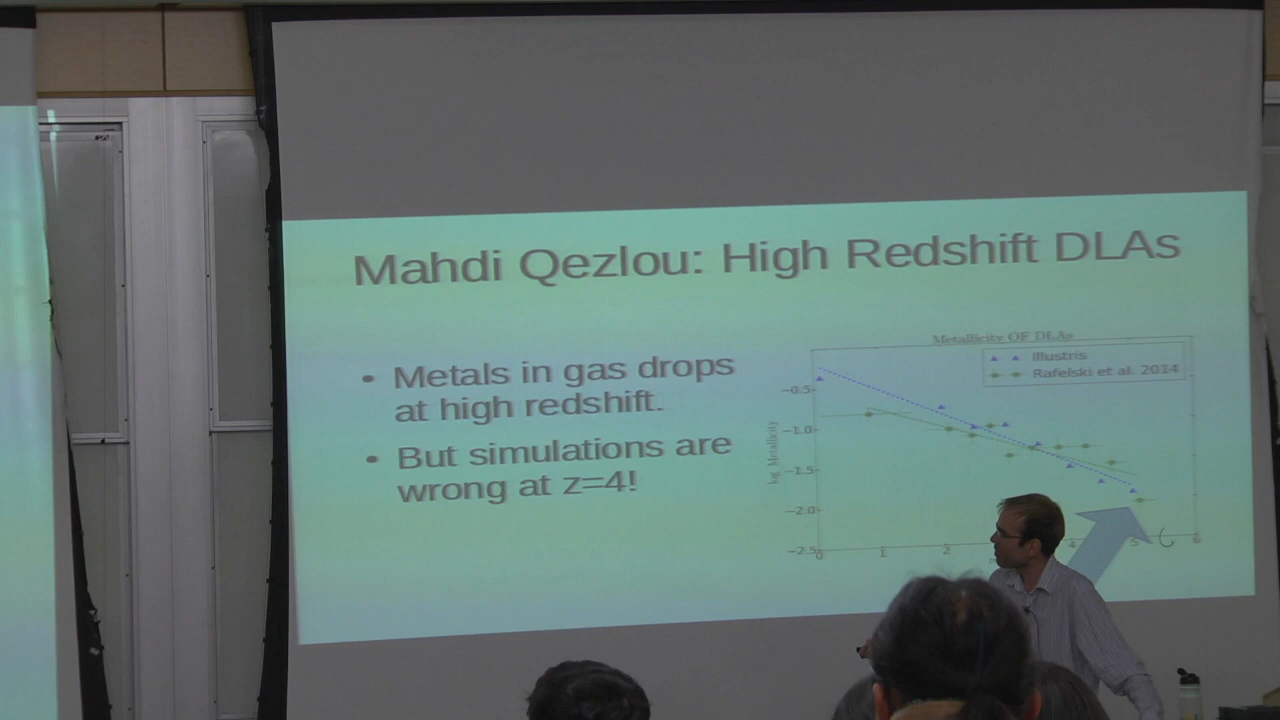 Mahdi Qezlou: High Redshift DLAs
• Metals in gas drops
at high redshift.
• But simulations are
wrong at z=4!
Metallicity OF DLAs
Illustris
Rafelski et al. 2014
log Metallicity
−0.5
−1.0
−1.5
−2.0
−2.5
0 1 2 4 5 6